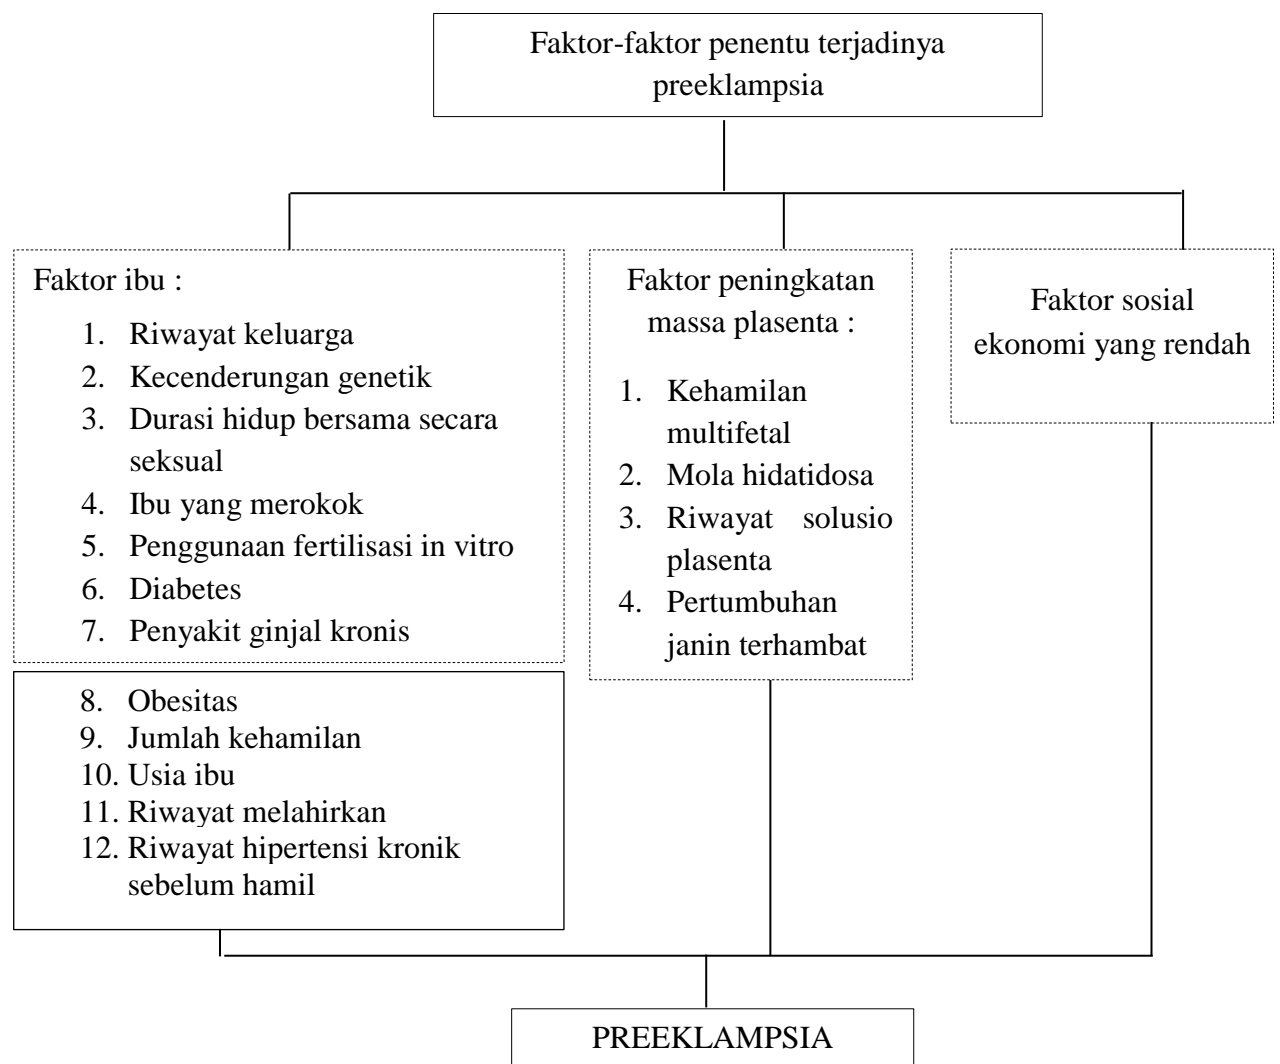 Faktor-faktor penentu terjadinya
preeklampsia
Faktor ibu :
1. Riwayat keluarga
2. Kecenderungan genetik
3. Durasi hidup bersama secara
seksual
4. Ibu yang merokok
5. Penggunaan fertilisasi in vitro
6. Diabetes
7. Penyakit ginjal kronis
8. Obesitas
9. Jumlah kehamilan
10. Usia ibu
11. Riwayat melahirkan
12. Riwayat hipertensi kronik
sebelum hamil
Faktor peningkatan
massa plasenta :
1. Kehamilan
multifetal
2. Mola hidatidosa
3. Riwayat solusio
plasenta
4. Pertumbuhan
janin terhambat
Faktor sosial
ekonomi yang rendah
PREEKLAMPSIA